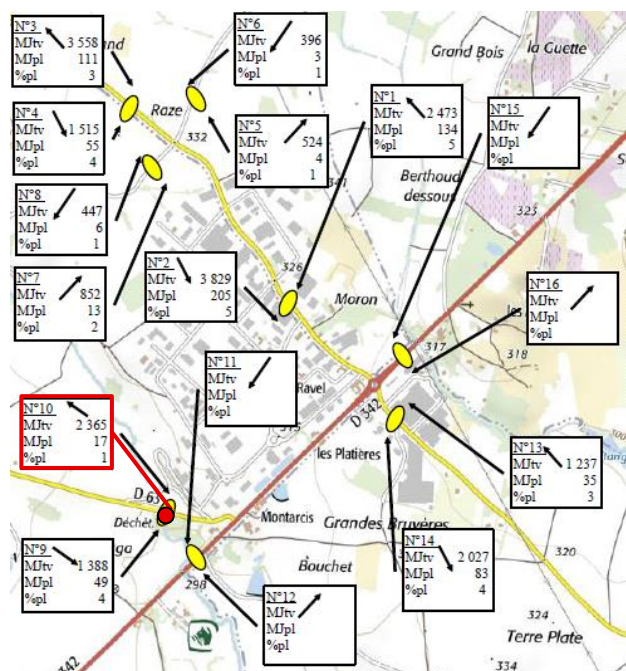 N°3
MJtv 3 558
MJpl 111
%pl 3
and
N°6
MJtv 396
MJpl 3
%pl 1
Grand Bois
la Guette
N°4
MJtv 1 515
MJpl 55
%pl 4
Raze
332
N°5
MJtv 524
MJpl 4
%pl 1
341
N°1
MJtv 2 473
MJpl 134
%pl 5
N°15
MJtv
MJpl
%pl
Berthoud
dessous
325
N°8
MJtv 447
MJpl 6
%pl 1
N°7
MJtv 852
MJpl 13
%pl 2
N°2
MJtv 3 829
MJpl 205
%pl 5
326
Moron
N°16
MJtv
MJpl
%pl
les
317
318
N°11
MJtv
MJpl
%pl
Ravel
D 342
N°10
MJtv 2 365
MJpl 17
%pl 1
les Platières
N°13
MJtv 1 237
MJpl 35
%pl 3
D 63
Déchèt.
Montarcis
Grandes Bruyères
320
N°9
MJtv 1 388
MJpl 49
%pl 4
298
Bouchet
N°14
MJtv 2 027
MJpl 83
%pl 4
N°12
MJtv
MJpl
%pl
324
Terre Plate
342
334